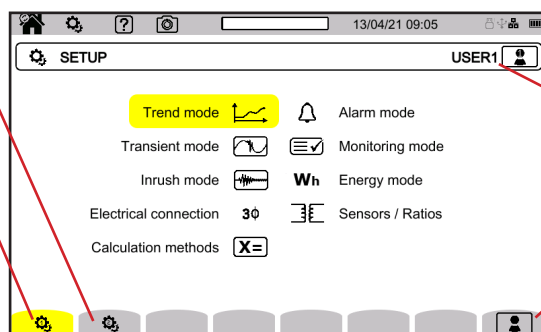 ? 13/04/21 09:05
SETUP USER1
Trend mode Alarm mode
Transient mode Monitoring mode
Inrush mode Wh Energy mode
Electrical connection 3ϕ Sensors / Ratios
Calculation methods X=